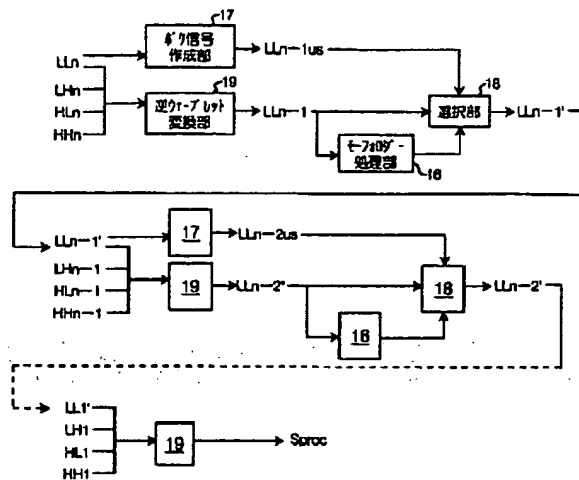 17
ボケ信号
作成部
LLn
LLn-1us
LHn
HLn
HHn
19
逆ウェーブレット
変換部
LLn-1
18
選択部
LLn-1'
モーフォロジー
処理部
16
LLn-1'
17
LLn-2us
LHn-1
HLn-1
HHn-1
19
LLn-2"
18
LLn-2'
16
LL1'
LH1
HL1
HH1
19
Sproc